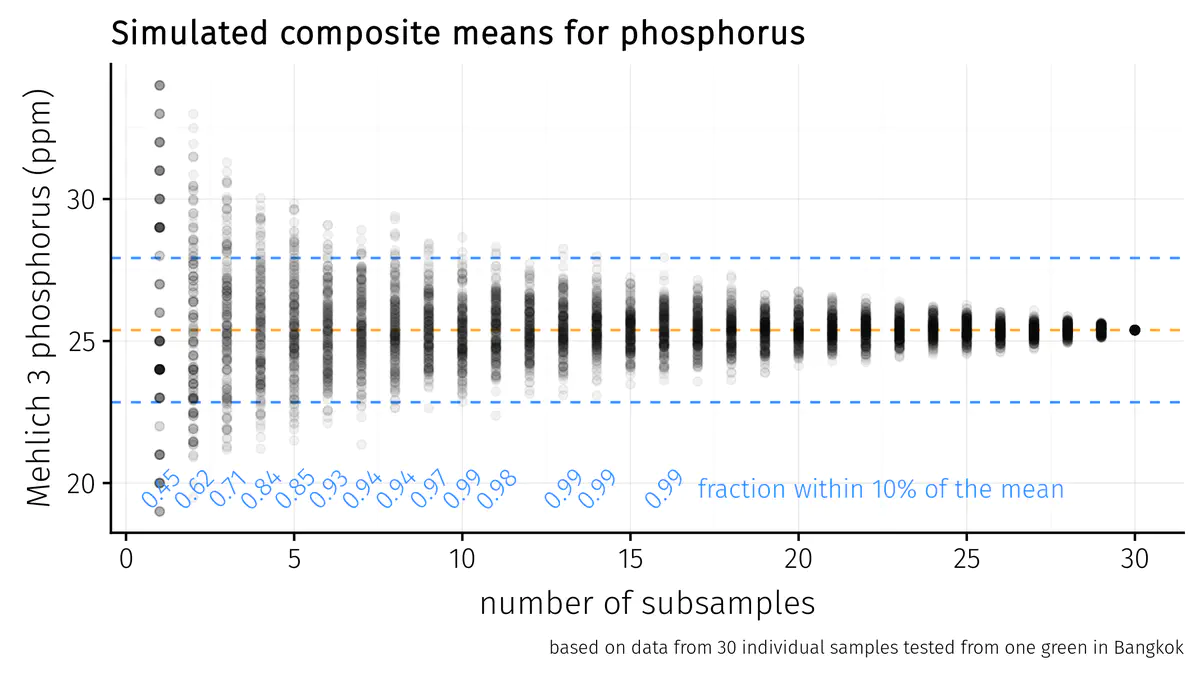 Simulated composite means for phosphorus
Mehlich 3 phosphorus (ppm)
30
25
20
0.45 0.62 0.71 0.84 0.85 0.93 0.94 0.94 0.97 0.99 0.98 0.99 0.99 0.99 fraction within 10% of the mean
0 5 10 15 20 25 30
number of subsamples
based on data from 30 individual samples tested from one green in Bangkok